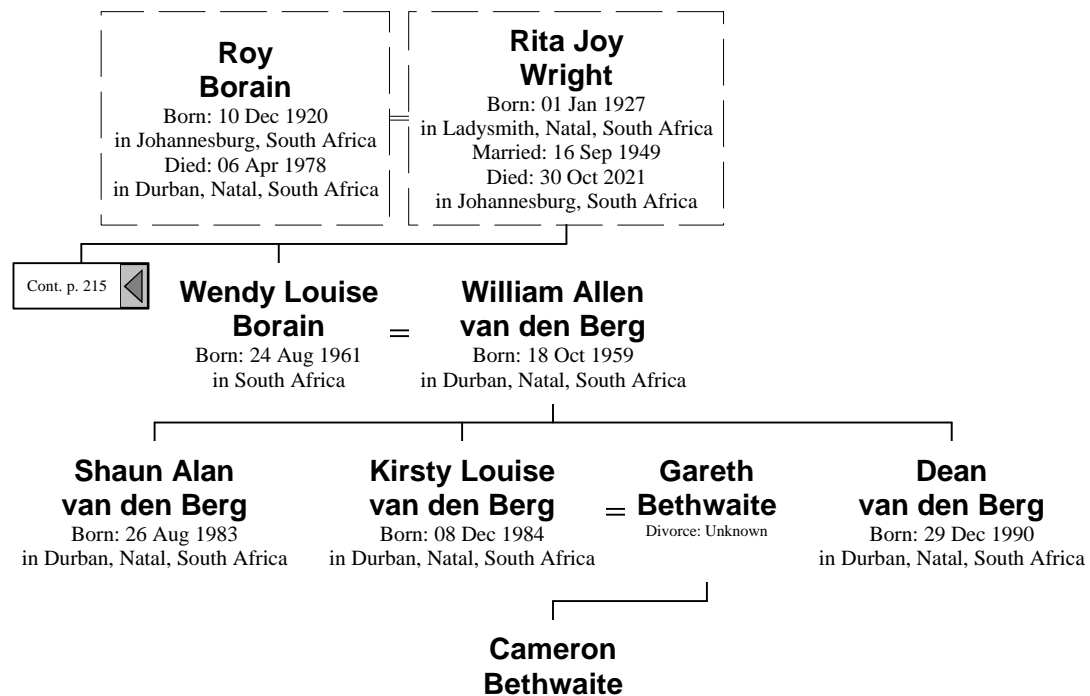 Roy
Borain
Born: 10 Dec 1920
in Johannesburg, South Africa
Died: 06 Apr 1978
in Durban, Natal, South Africa
Rita Joy
Wright
Born: 01 Jan 1927
in Ladysmith, Natal, South Africa
Married: 16 Sep 1949
Died: 30 Oct 2021
in Johannesburg, South Africa
Cont. p. 215
Wendy Louise
Borain
Born: 24 Aug 1961
in South Africa
=
William Allen
van den Berg
Born: 18 Oct 1959
in Durban, Natal, South Africa
Shaun Alan
van den Berg
Born: 26 Aug 1983
in Durban, Natal, South Africa
Kirsty Louise
van den Berg
Born: 08 Dec 1984
in Durban, Natal, South Africa
=
Gareth
Bethwaite
Divorce: Unknown
Dean
van den Berg
Born: 29 Dec 1990
in Durban, Natal, South Africa
Cameron
Bethwaite